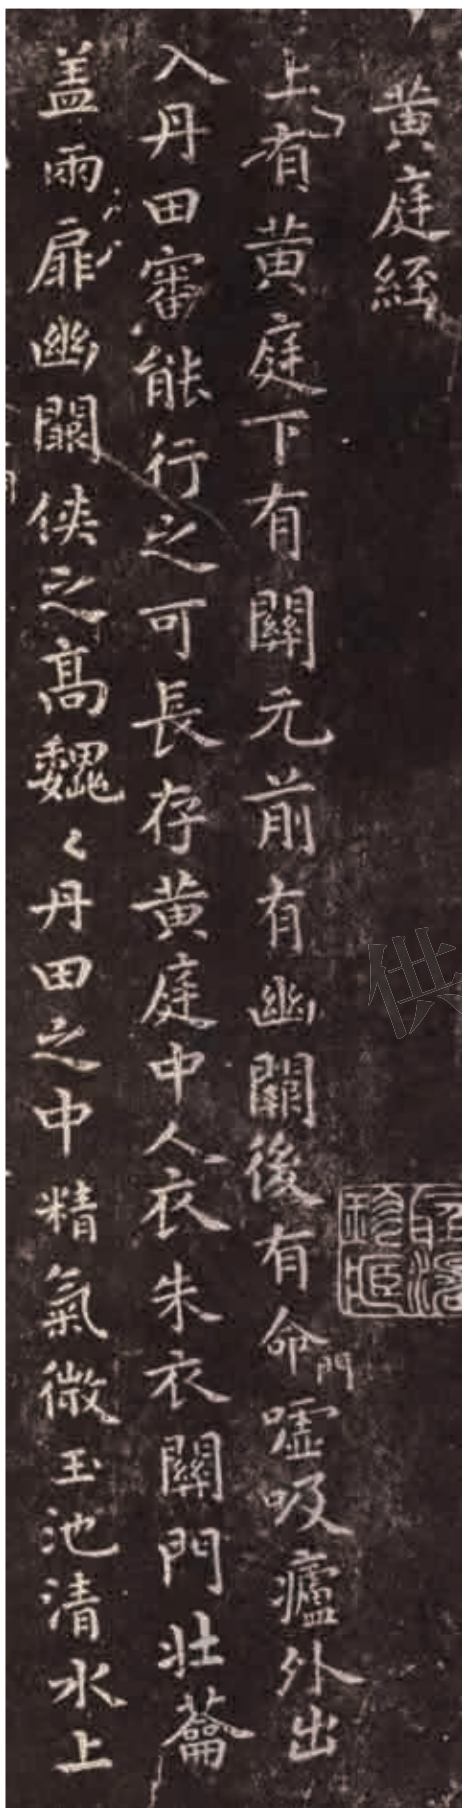 黄庭經
上有黄庭下有關元前有幽闕後有命門噓吸廬外出
入丹田審能行之可長存黄庭中人衣朱衣關門壯蘥
盖兩扉幽闕俠之高巍〻丹田之中精氣微玉池清水上
供